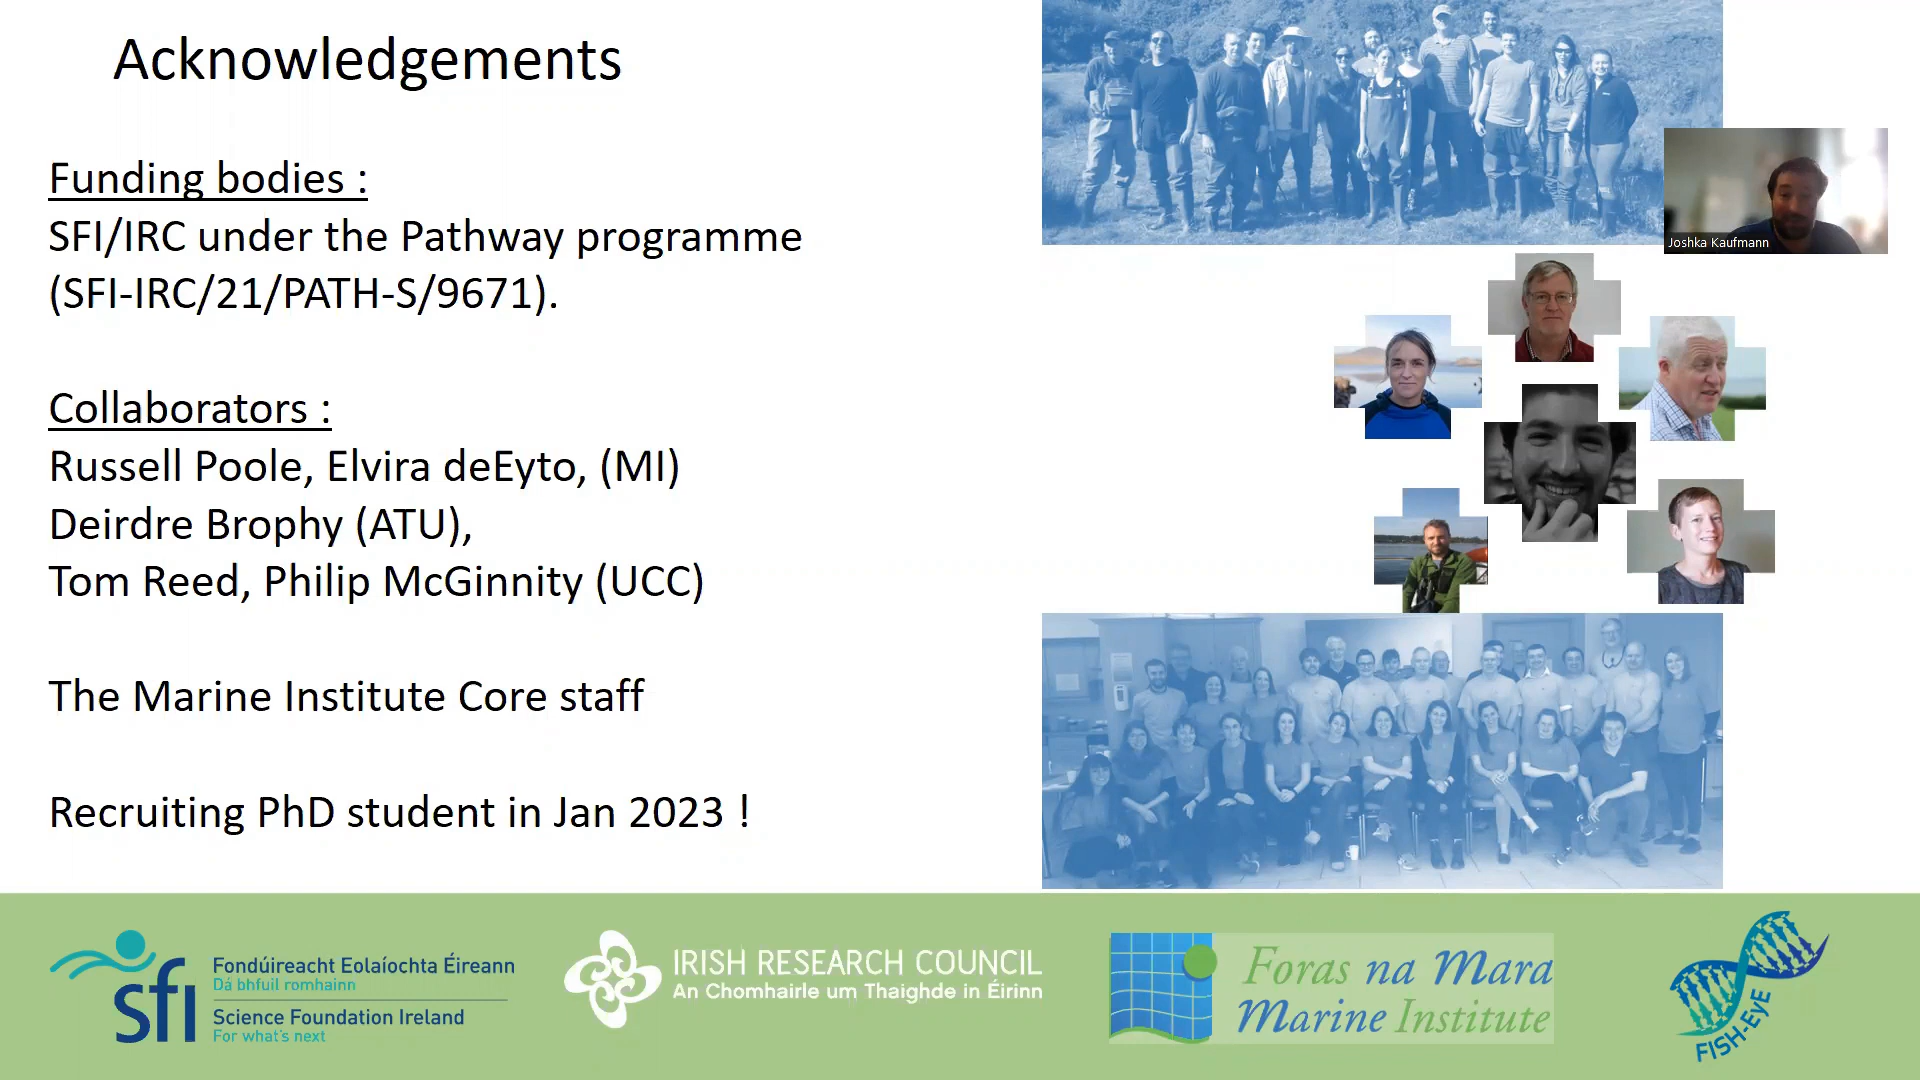 Acknowledgements
Funding bodies :
SFI/IRC under the Pathway programme
(SFI-IRC/21/PATH-S/9671).
Collaborators :
Russell Poole, Elvira deEyto, (MI)
Deirdre Brophy (ATU),
Tom Reed, Philip McGinnity (UCC)
The Marine Institute Core staff
Recruiting PhD student in Jan 2023 !
Joshka Kaufmann
sfi
Fondúireacht Eolaíochta Éireann
Dá bhfuil romhainn
Science Foundation Ireland
For what's next
IRISH RESEARCH COUNCIL
An Chomhairle um Thaighde in Éirinn
Foras na Mara
Marine Institute
FISH-EyE